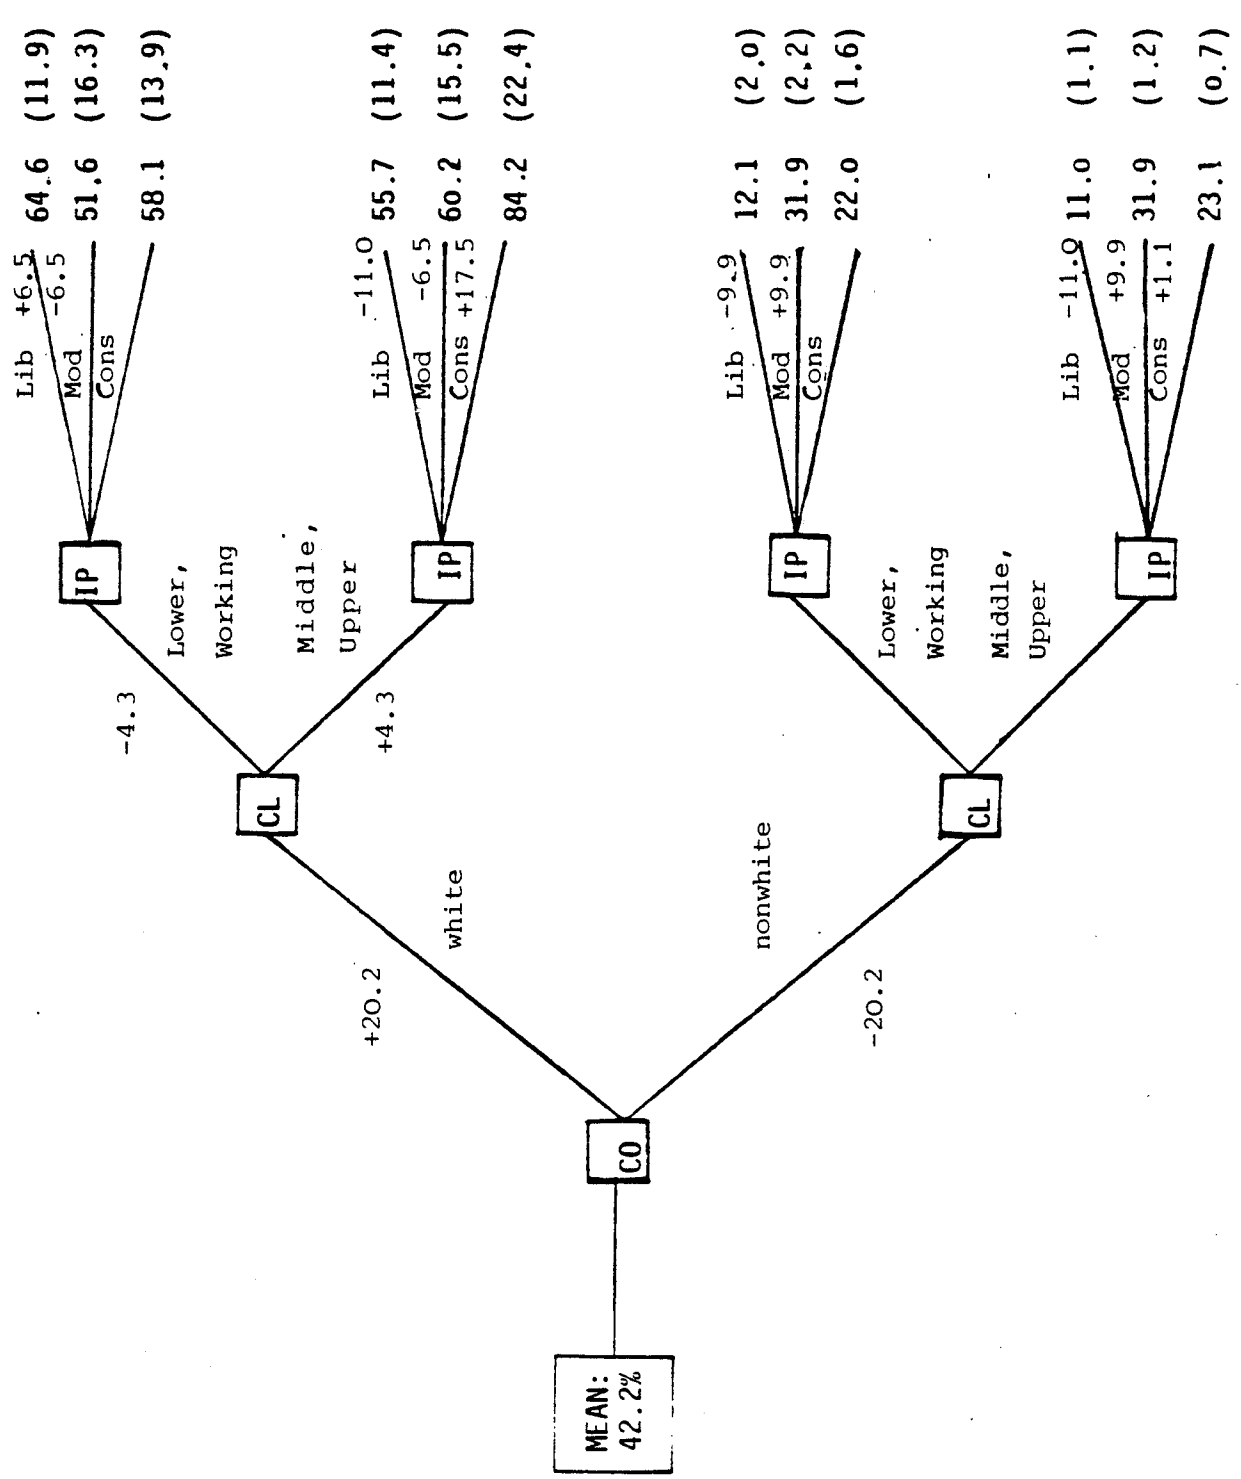 MEAN:
42.2%
CO
+20.2
white
CL
-4.3
Lower,
Working
IP
Lib +6.5 64.6 (11.9)
Mod -6.5 51.6 (16.3)
Cons 58.1 (13,9)
+4.3
Middle,
Upper
IP
Lib -11.0 55.7 (11.4)
Mod -6.5 60.2 (15.5)
Cons +17.5 84.2 (22,4)
-20.2
nonwhite
CL
Lower,
Working
IP
Lib -9.9 12.1 (2,0)
Mod +9.9 31.9 (2,2)
Cons 22.0 (1.6)
Middle,
Upper
IP
Lib -11.0 11.0 (1.1)
Mod +9.9 31.9 (1.2)
Cons +1.1 23.1 (0.7)